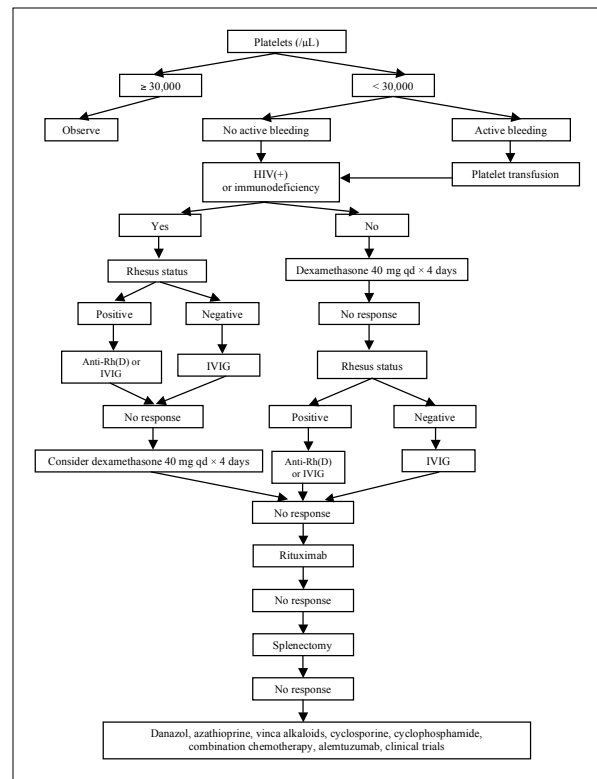 Platelets (/µL)
≥ 30,000
< 30,000
Observe
No active bleeding
Active bleeding
HIV(+)
or immunodeficiency
Platelet transfusion
Yes
No
Rhesus status
Dexamethasone 40 mg qd × 4 days
Positive
Negative
No response
Anti-Rh(D) or
IVIG
IVIG
Rhesus status
No response
Positive
Negative
Consider dexamethasone 40 mg qd × 4 days
Anti-Rh(D)
or IVIG
IVIG
No response
Rituximab
No response
Splenectomy
No response
Danazol, azathioprine, vinca alkaloids, cyclosporine, cyclophosphamide,
combination chemotherapy, alemtuzumab, clinical trials